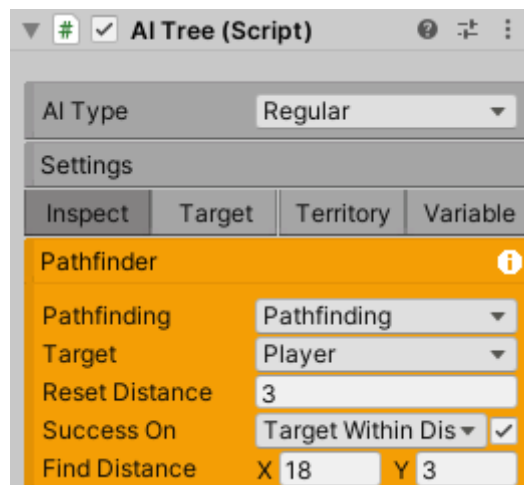 AI Tree (Script)
AI Type Regular
Settings
Inspect Target Territory Variable
Pathfinder
Pathfinding Pathfinding
Target Player
Reset Distance 3
Success On Target Within Dis
Find Distance X 18 Y 3